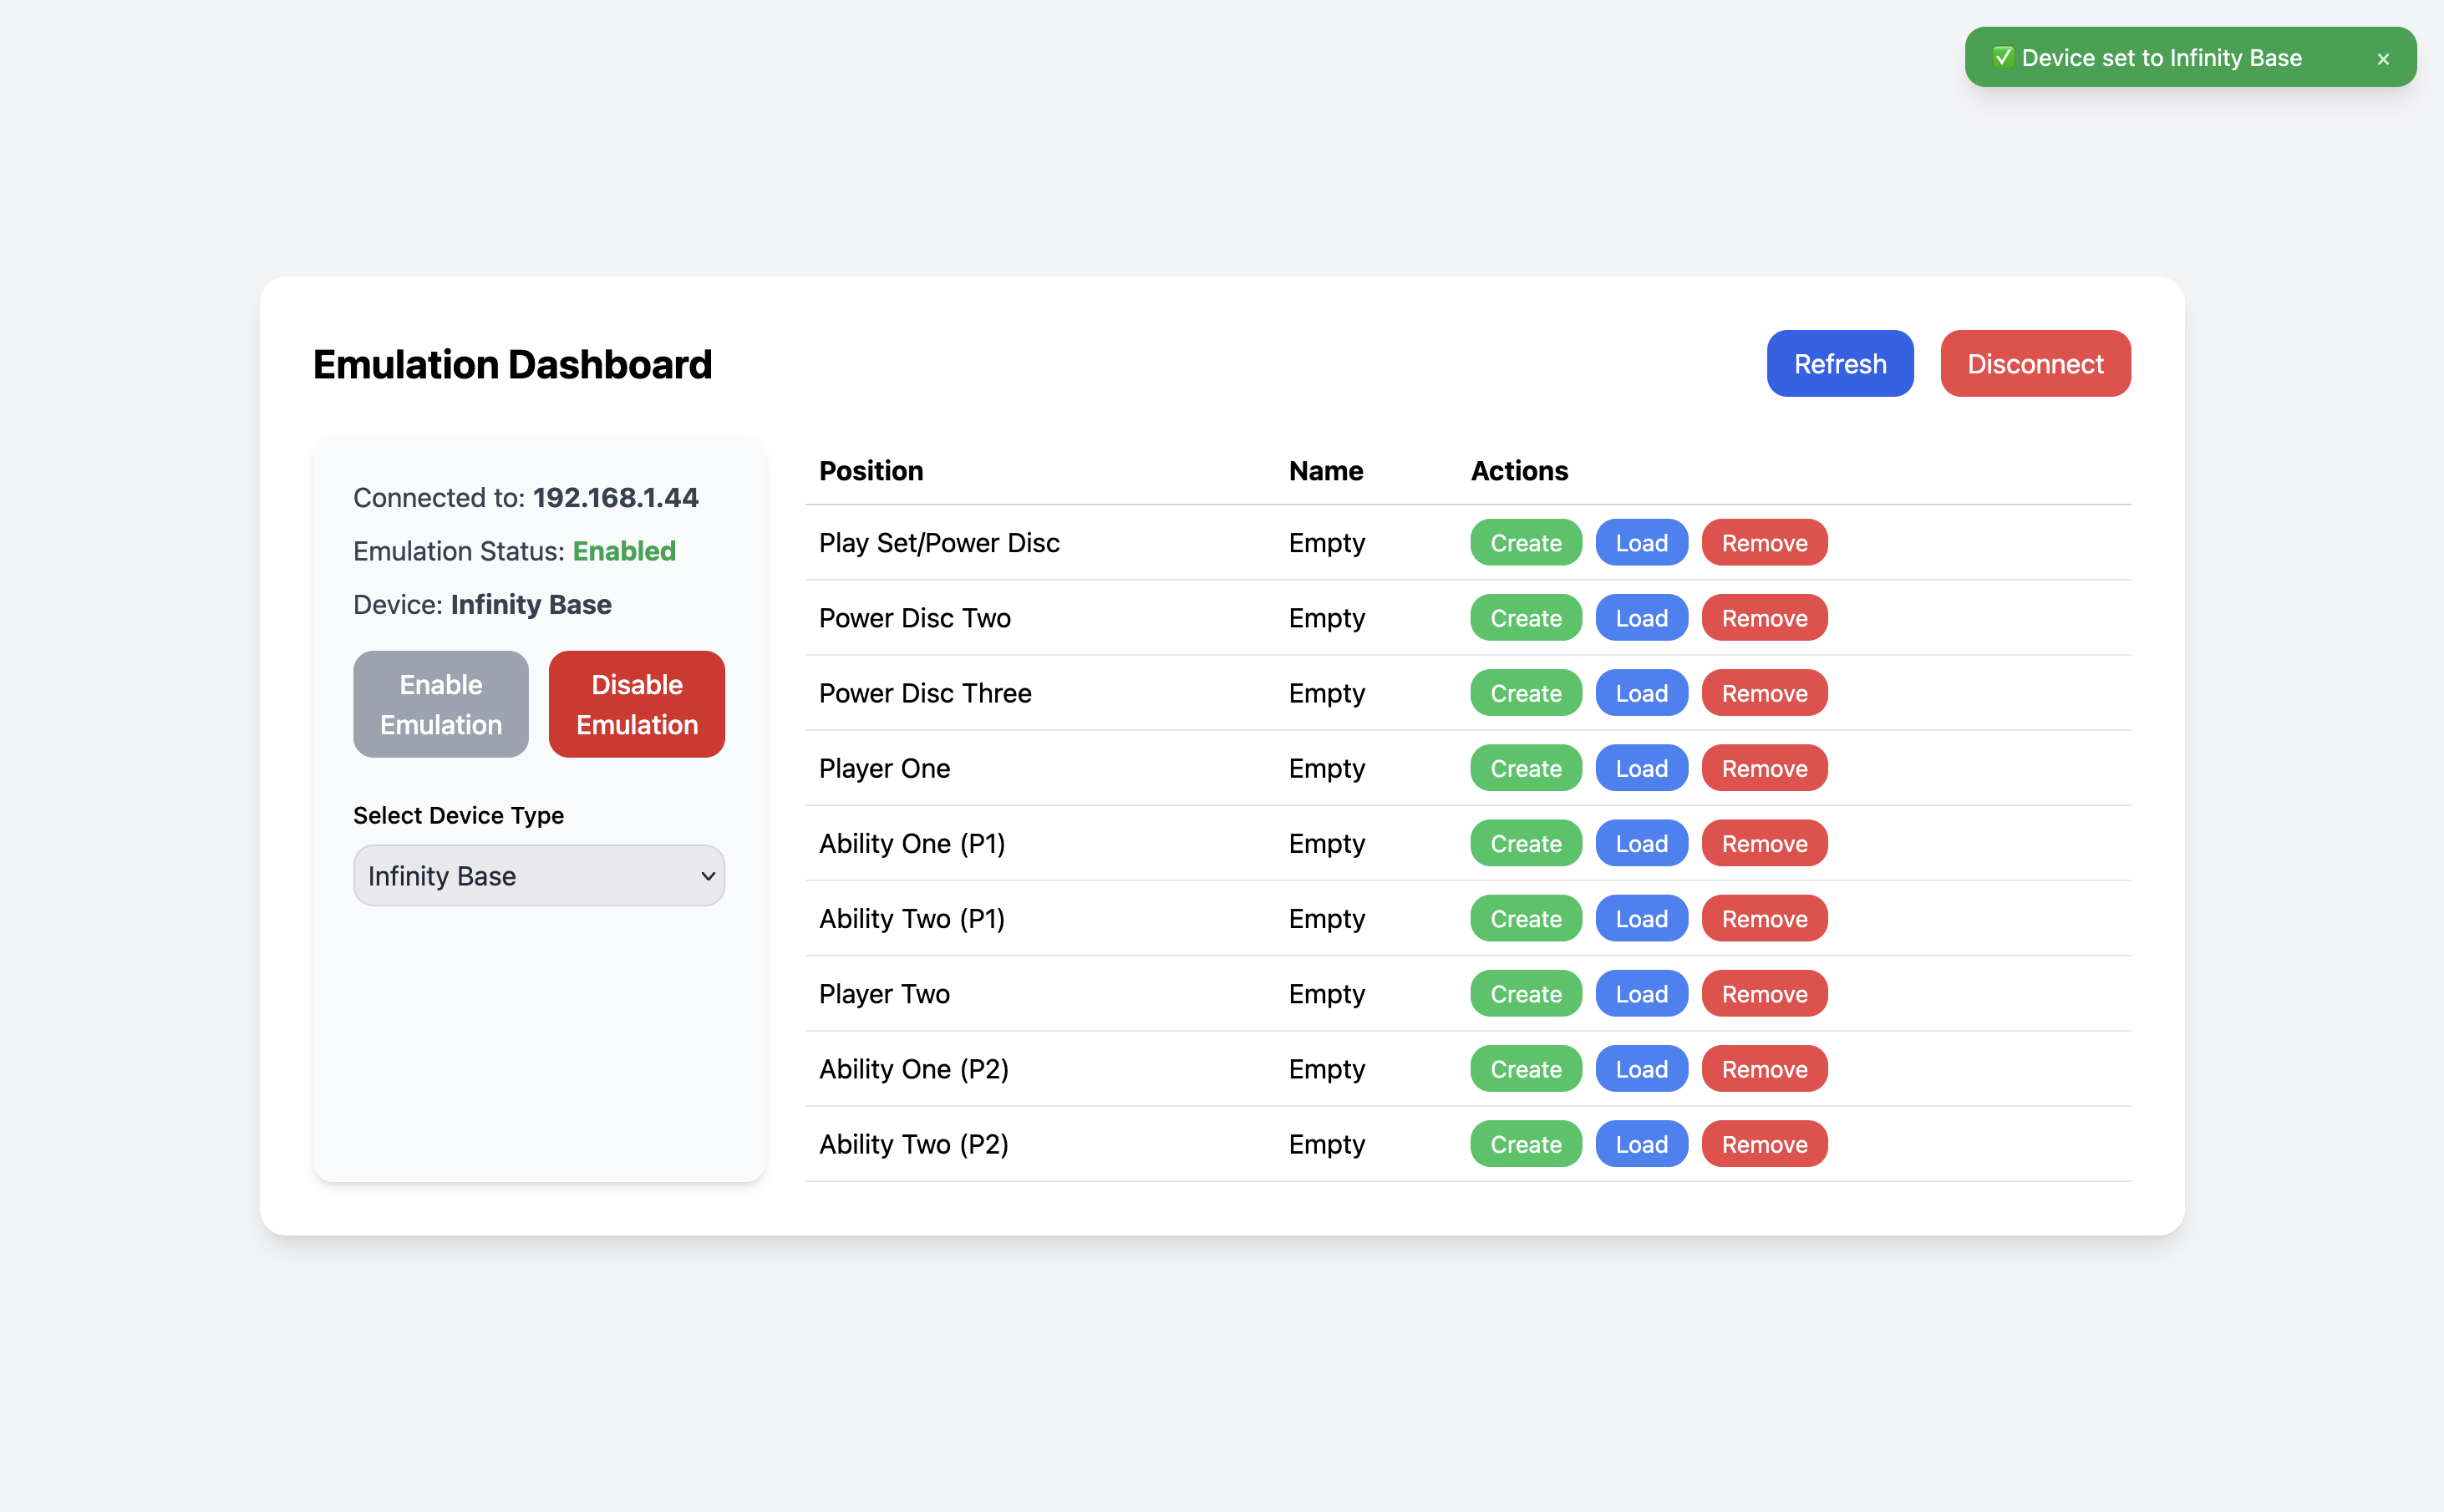 ✅ Device set to Infinity Base ×
Emulation Dashboard
Refresh Disconnect
Connected to: 192.168.1.44
Emulation Status: Enabled
Device: Infinity Base
Enable
Emulation
Disable
Emulation
Select Device Type
Infinity Base
Position Name Actions
Play Set/Power Disc Empty Create Load Remove
Power Disc Two Empty Create Load Remove
Power Disc Three Empty Create Load Remove
Player One Empty Create Load Remove
Ability One (P1) Empty Create Load Remove
Ability Two (P1) Empty Create Load Remove
Player Two Empty Create Load Remove
Ability One (P2) Empty Create Load Remove
Ability Two (P2) Empty Create Load Remove